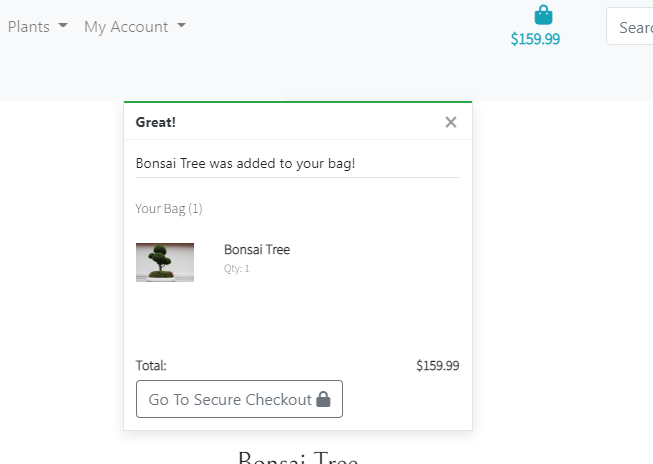 Plants My Account
$159.99
Great!
Bonsai Tree was added to your bag!
Your Bag (1)
Bonsai Tree
Qty: 1
Total: $159.99
Go To Secure Checkout
Bonsai Tree